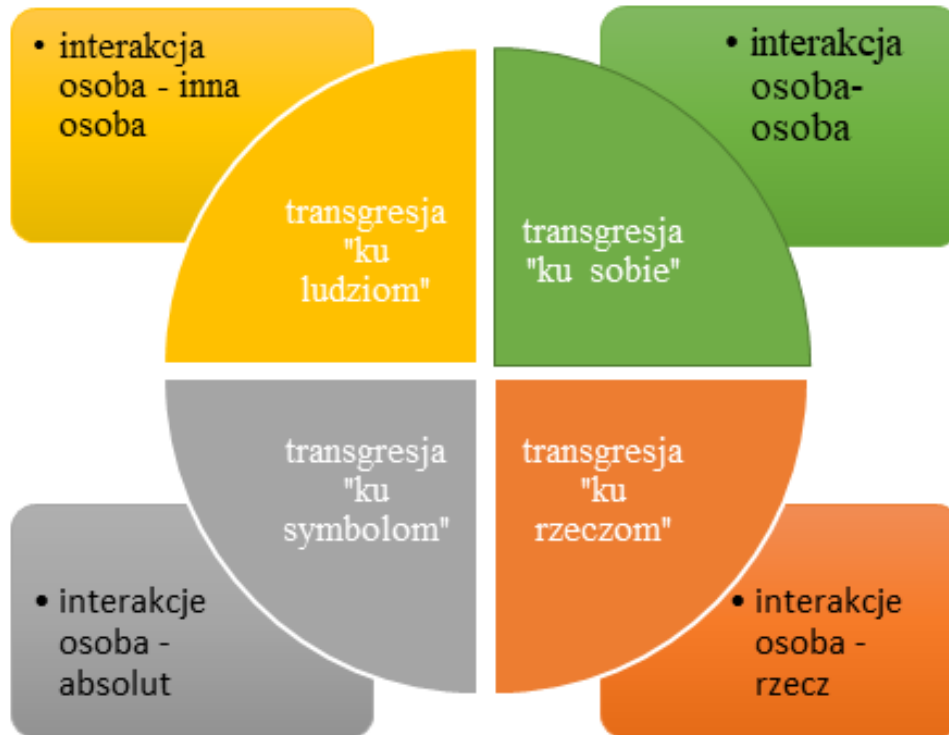 • interakcja
osoba - inna
osoba
• interakcja
osoba-
osoba
transgresja
"ku
ludziom"
transgresja
"ku sobie"
transgresja
"ku
symbolom"
transgresja
"ku
rzeczom"
• interakcje
osoba -
absolut
• interakcje
osoba -
rzecz